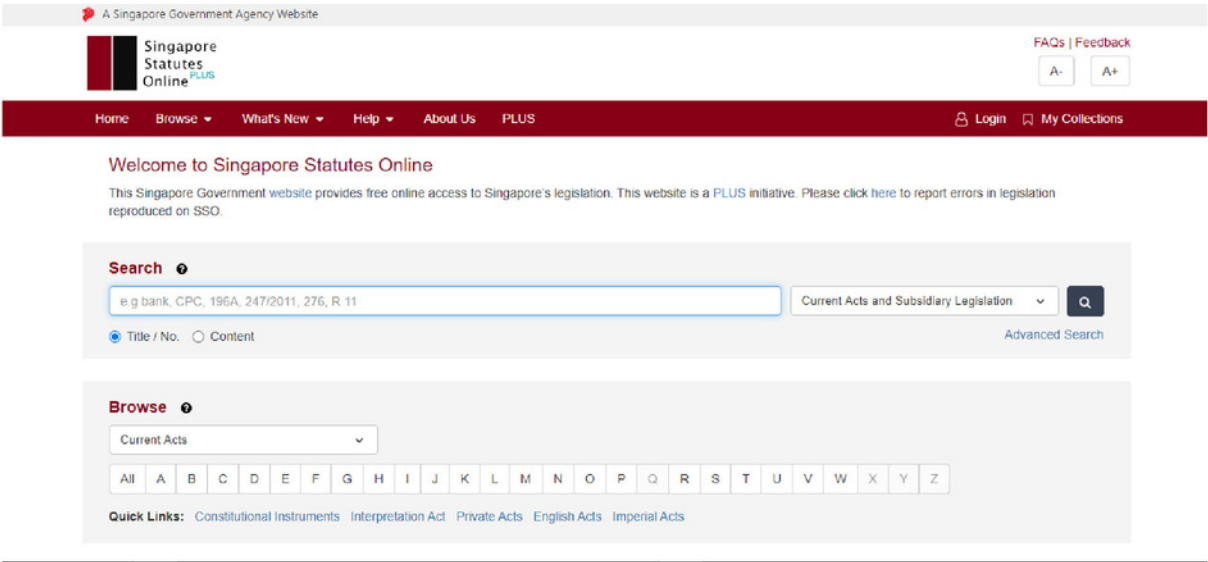 A Singapore Government Agency Website
Singapore
Statutes
Online PLUS
FAQs | Feedback
A- A+
Home Browse What's New Help About Us PLUS Login My Collections
Welcome to Singapore Statutes Online
This Singapore Government website provides free online access to Singapore's legislation. This website is a PLUS initiative. Please click here to report errors in legislation
reproduced on SSO.
Search ?
e.g bank, CPC, 196A, 247/2011, 276, R 11 Current Acts and Subsidiary Legislation
Title / No. Content Advanced Search
Browse ?
Current Acts
All A B C D E F G H I J K L M N O P Q R S T U V W X Y Z
Quick Links: Constitutional Instruments Interpretation Act Private Acts English Acts Imperial Acts